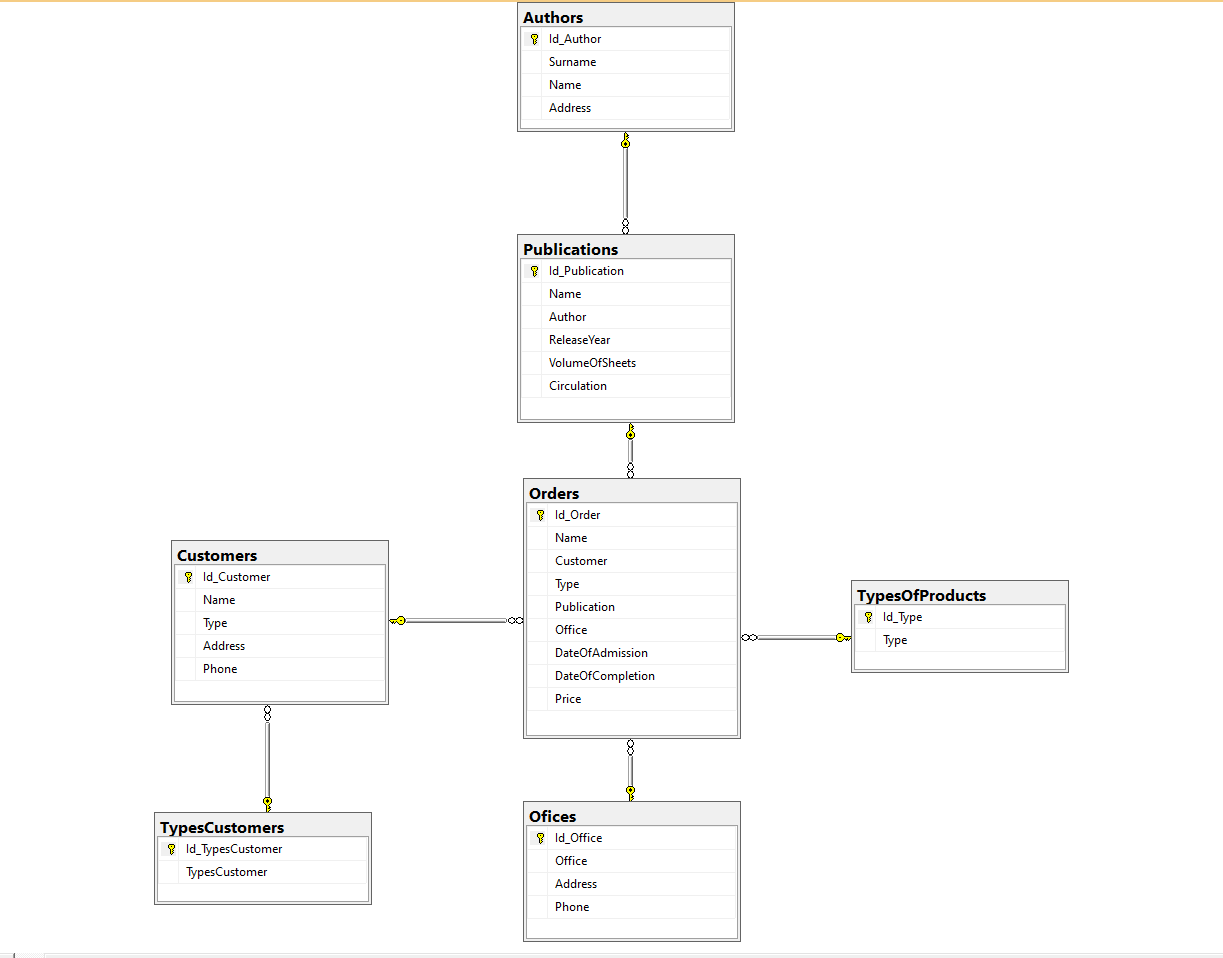 Authors
Id_Author
Surname
Name
Address
Publications
Id_Publication
Name
Author
ReleaseYear
VolumeOfSheets
Circulation
Orders
Id_Order
Name
Customer
Type
Publication
Office
DateOfAdmission
DateOfCompletion
Price
Customers
Id_Customer
Name
Type
Address
Phone
TypesOfProducts
Id_Type
Type
TypesCustomers
Id_TypesCustomer
TypesCustomer
Ofices
Id_Office
Office
Address
Phone